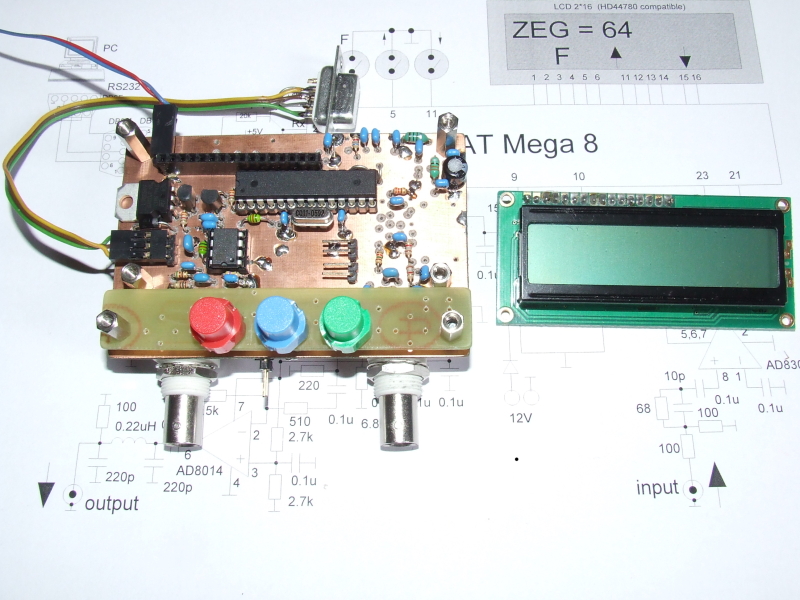 LCD 2*16 (HD44780 compatible)
ZEG = 64
F
1 2 3 4 5 6 11 12 13 14 15 16
PC
RS232
F
+5V
5 11
AT Mega 8
9 10 23 21
0.1u
5,6,7 2
10p
8 1
0.1u
0.1u
68
100
100
12V
input
220
0.1u
0.1u
100
0.22uH
7
510
2
2.7k
6
AD8014
3
4
0.1u
220p
220p
2.7k
output